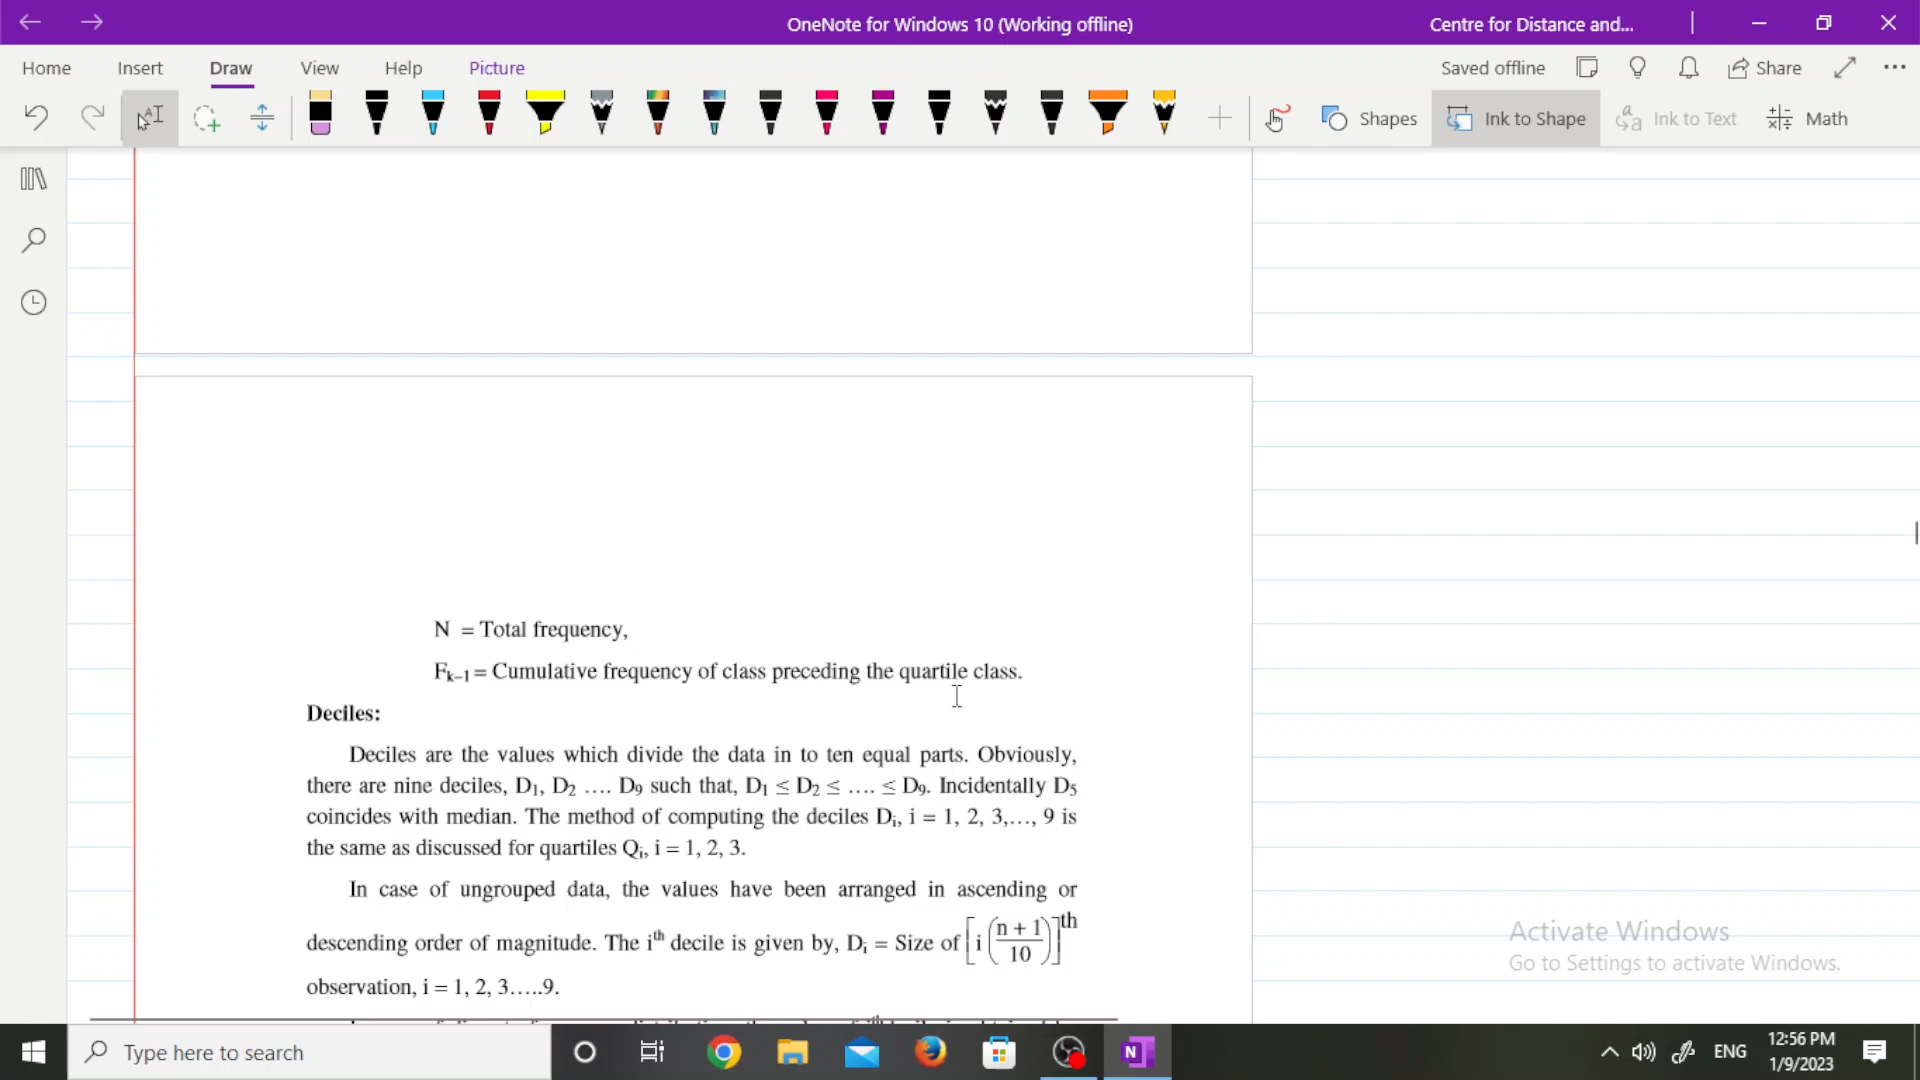 OneNote for Windows 10 (Working offline)
Centre for Distance and...
Home Insert Draw View Help Picture
Saved offline
Share
Shapes
Ink to Shape
Ink to Text
Math
N = Total frequency,
Fₖ₋₁ = Cumulative frequency of class preceding the quartile class.
Deciles:
Deciles are the values which divide the data in to ten equal parts. Obviously,
there are nine deciles, D₁, D₂ .... D₉ such that, D₁ ≤ D₂ ≤ .... ≤ D₉. Incidentally D₅
coincides with median. The method of computing the deciles Dᵢ, i = 1, 2, 3,..., 9 is
the same as discussed for quartiles Qᵢ, i = 1, 2, 3.
In case of ungrouped data, the values have been arranged in ascending or
descending order of magnitude. The iᵗʰ decile is given by, Dᵢ = Size of [i ((n + 1)/10)]ᵗʰ
observation, i = 1, 2, 3.....9.
Activate Windows
Go to Settings to activate Windows.
Type here to search
ENG
12:56 PM
1/9/2023